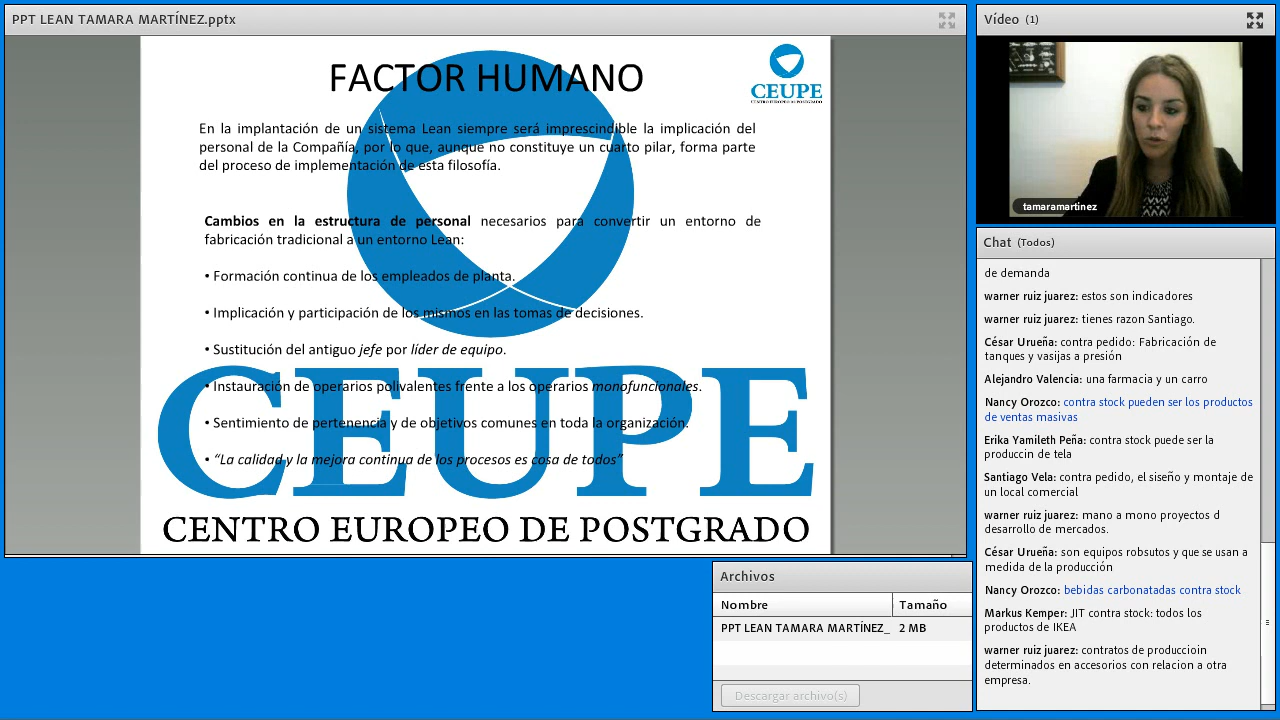 PPT LEAN TAMARA MARTÍNEZ.pptx
FACTOR HUMANO
CEUPE
CENTRO EUROPEO DE POSTGRADO
En la implantación de un sistema Lean siempre será imprescindible la implicación del
personal de la Compañía, por lo que, aunque no constituye un cuarto pilar, forma parte
del proceso de implementación de esta filosofía.
Cambios en la estructura de personal necesarios para convertir un entorno de
fabricación tradicional a un entorno Lean:
• Formación continua de los empleados de planta.
• Implicación y participación de los mismos en las tomas de decisiones.
• Sustitución del antiguo jefe por líder de equipo.
• Instauración de operarios polivalentes frente a los operarios monofuncionales.
• Sentimiento de pertenencia y de objetivos comunes en toda la organización.
• “La calidad y la mejora continua de los procesos es cosa de todos”
CEUPE
CENTRO EUROPEO DE POSTGRADO
Vídeo (1)
tamaramartinez
Chat (Todos)
de demanda
warner ruiz juarez: estos son indicadores
warner ruiz juarez: tienes razon Santiago.
César Urueña: contra pedido: Fabricación de
tanques y vasijas a presión
Alejandro Valencia: una farmacia y un carro
Nancy Orozco: contra stock pueden ser los productos
de ventas masivas
Erika Yamileth Peña: contra stock puede ser la
produccin de tela
Santiago Vela: contra pedido, el siseño y montaje de
un local comercial
warner ruiz juarez: mano a mono proyectos d
desarrollo de mercados.
César Urueña: son equipos robsutos y que se usan a
medida de la producción
Nancy Orozco: bebidas carbonatadas contra stock
Markus Kemper: JIT contra stock: todos los
productos de IKEA
warner ruiz juarez: contratos de produccioin
determinados en accesorios con relacion a otra
empresa.
Archivos
Nombre Tamaño
PPT LEAN TAMARA MARTÍNEZ_ 2 MB
Descargar archivo(s)